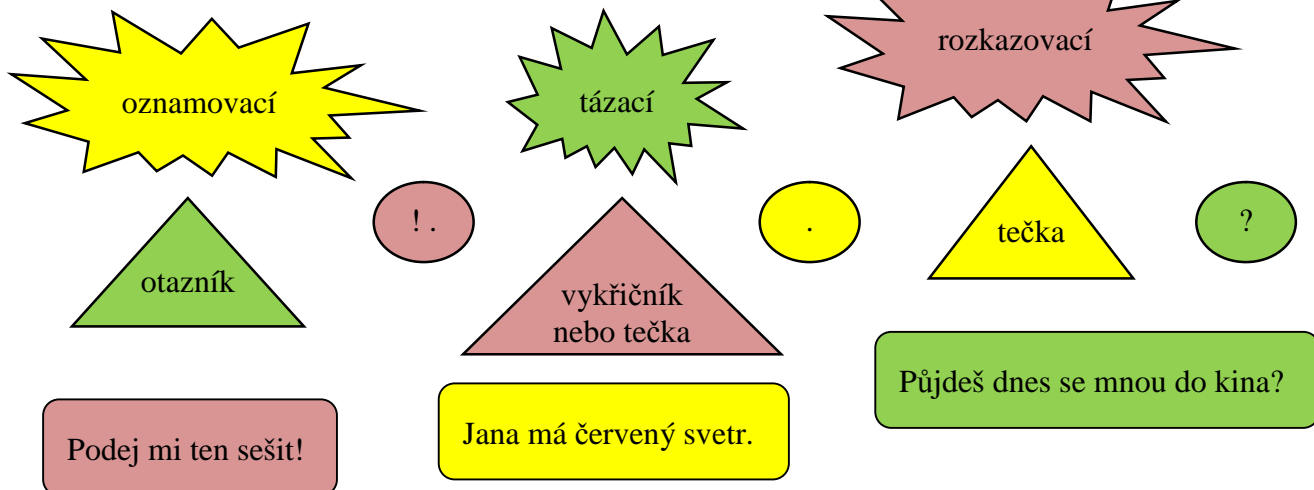 oznamovací
tázací
rozkazovací
otazník
! .
vykřičník
nebo tečka
.
tečka
?
Podej mi ten sešit!
Jana má červený svetr.
Půjdeš dnes se mnou do kina?